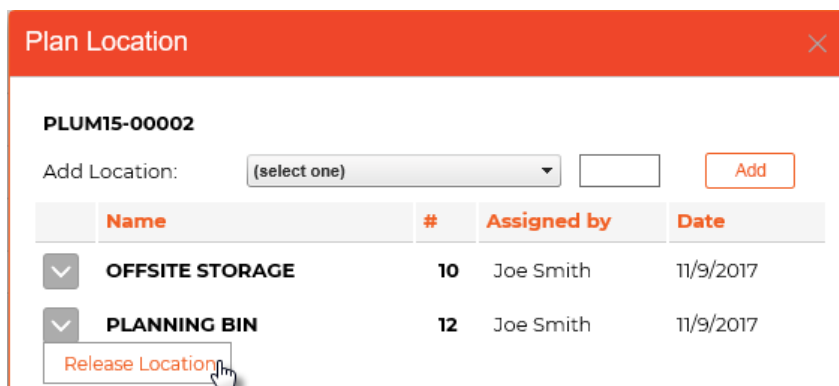 Plan Location
PLUM15-00002
Add Location: (select one) Add
Name # Assigned by Date
OFFSITE STORAGE 10 Joe Smith 11/9/2017
PLANNING BIN 12 Joe Smith 11/9/2017
Release Location